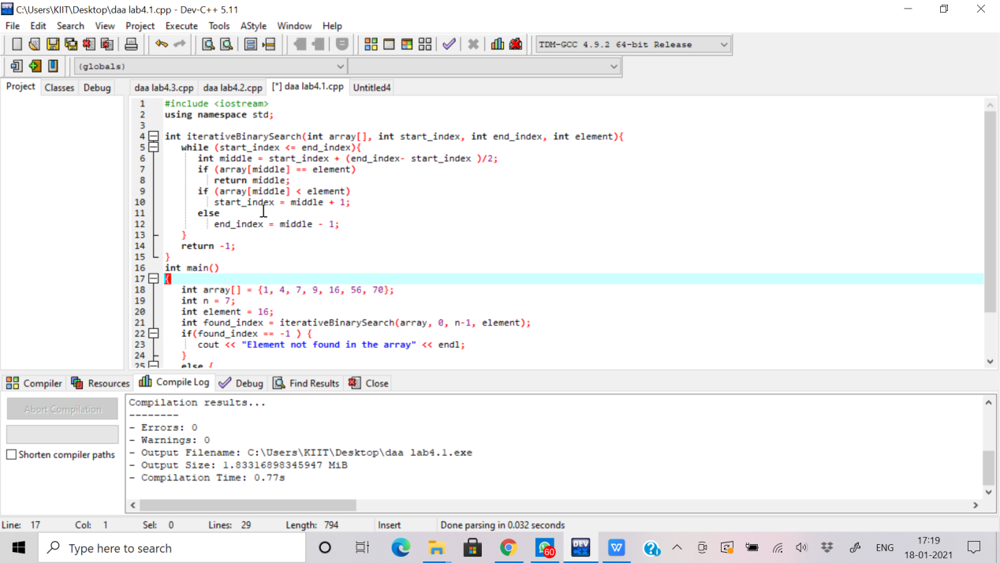 C:\Users\KIIT\Desktop\daa lab4.1.cpp - Dev-C++ 5.11
File Edit Search View Project Execute Tools AStyle Window Help
TDM-GCC 4.9.2 64-bit Release
(globals)
Project Classes Debug
daa lab4.3.cpp daa lab4.2.cpp [*] daa lab4.1.cpp Untitled4
1 #include <iostream>
2 using namespace std;
3
4 int iterativeBinarySearch(int array[], int start_index, int end_index, int element){
5 while (start_index <= end_index){
6 int middle = start_index + (end_index- start_index )/2;
7 if (array[middle] == element)
8 return middle;
9 if (array[middle] < element)
10 start_index = middle + 1;
11 else
12 end_index = middle - 1;
13 }
14 return -1;
15 }
16 int main()
17 {
18 int array[] = {1, 4, 7, 9, 16, 56, 70};
19 int n = 7;
20 int element = 16;
21 int found_index = iterativeBinarySearch(array, 0, n-1, element);
22 if(found_index == -1 ) {
23 cout << "Element not found in the array" << endl;
24 }
25 else {
Compiler Resources Compile Log Debug Find Results Close
Abort Compilation
Shorten compiler paths
Compilation results...
--------
- Errors: 0
- Warnings: 0
- Output Filename: C:\Users\KIIT\Desktop\daa lab4.1.exe
- Output Size: 1.83316898345947 MiB
- Compilation Time: 0.77s
Line: 17 Col: 1 Sel: 0 Lines: 29 Length: 794 Insert Done parsing in 0.032 seconds
Type here to search
60
DEV
W
ENG
17:19
18-01-2021